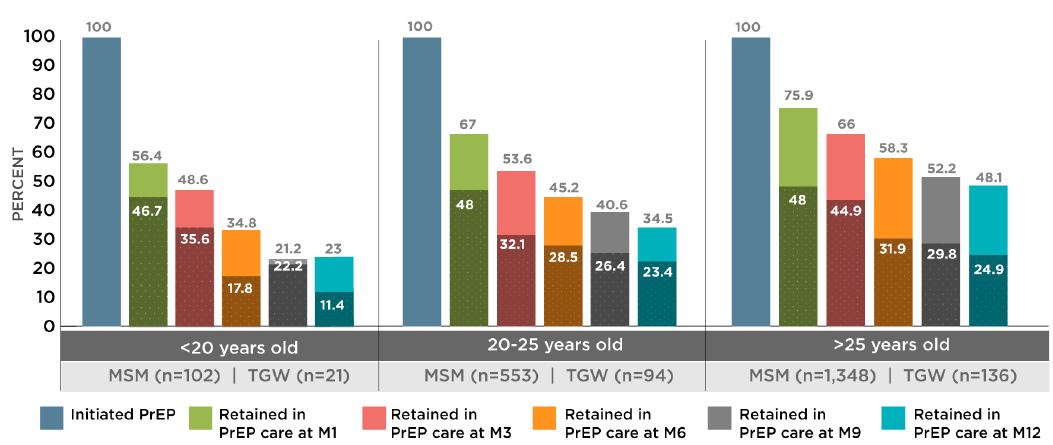 100
100
100
100
90
80
70
60
50
40
30
20
10
0
PERCENT
56.4
46.7
48.6
35.6
34.8
17.8
21.2
22.2
23
11.4
67
48
53.6
32.1
45.2
28.5
40.6
26.4
34.5
23.4
75.9
48
66
44.9
58.3
31.9
52.2
29.8
48.1
24.9
<20 years old
20-25 years old
>25 years old
MSM (n=102) | TGW (n=21)
MSM (n=553) | TGW (n=94)
MSM (n=1,348) | TGW (n=136)
Initiated PrEP
Retained in
PrEP care at M1
Retained in
PrEP care at M3
Retained in
PrEP care at M6
Retained in
PrEP care at M9
Retained in
PrEP care at M12